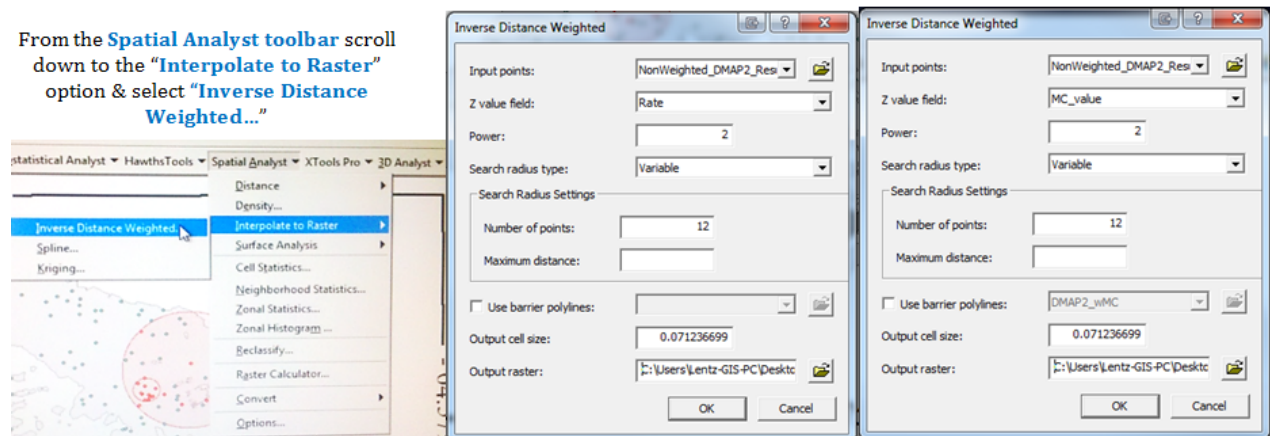 From the Spatial Analyst toolbar scroll
down to the “Interpolate to Raster”
option & select “Inverse Distance
Weighted…”
statistical Analyst HawthsTools Spatial Analyst XTools Pro 3D Analyst
Distance
Density...
Interpolate to Raster
Surface Analysis
Cell Statistics...
Neighborhood Statistics...
Zonal Statistics...
Zonal Histogram ...
Reclassify...
Raster Calculator...
Convert
Options...
Inverse Distance Weighted...
Spline...
Kriging...
Inverse Distance Weighted
Input points: NonWeighted_DMAP2_Resu
Z value field: Rate
Power: 2
Search radius type: Variable
Search Radius Settings
Number of points: 12
Maximum distance:
Use barrier polylines:
Output cell size: 0.071236699
Output raster: C:\Users\Lentz-GIS-PC\Deskto
OK Cancel
Inverse Distance Weighted
Input points: NonWeighted_DMAP2_Resu
Z value field: MC_value
Power: 2
Search radius type: Variable
Search Radius Settings
Number of points: 12
Maximum distance:
Use barrier polylines: DMAP2_wMC
Output cell size: 0.071236699
Output raster: C:\Users\Lentz-GIS-PC\Deskto
OK Cancel